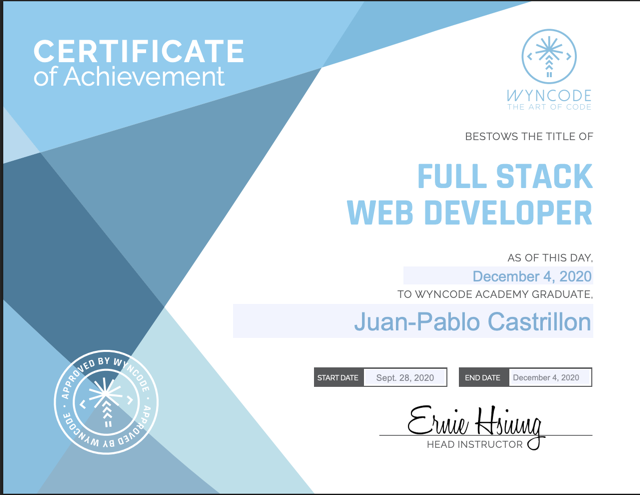 CERTIFICATE
of Achievement
WYNCODE
THE ART OF CODE
BESTOWS THE TITLE OF
FULL STACK
WEB DEVELOPER
AS OF THIS DAY,
December 4, 2020
TO WYNCODE ACADEMY GRADUATE,
Juan-Pablo Castrillon
START DATE Sept. 28, 2020 END DATE December 4, 2020
Ernie Hsiung
HEAD INSTRUCTOR
APPROVED BY WYNCODE · APPROVED BY WYNCODE ·